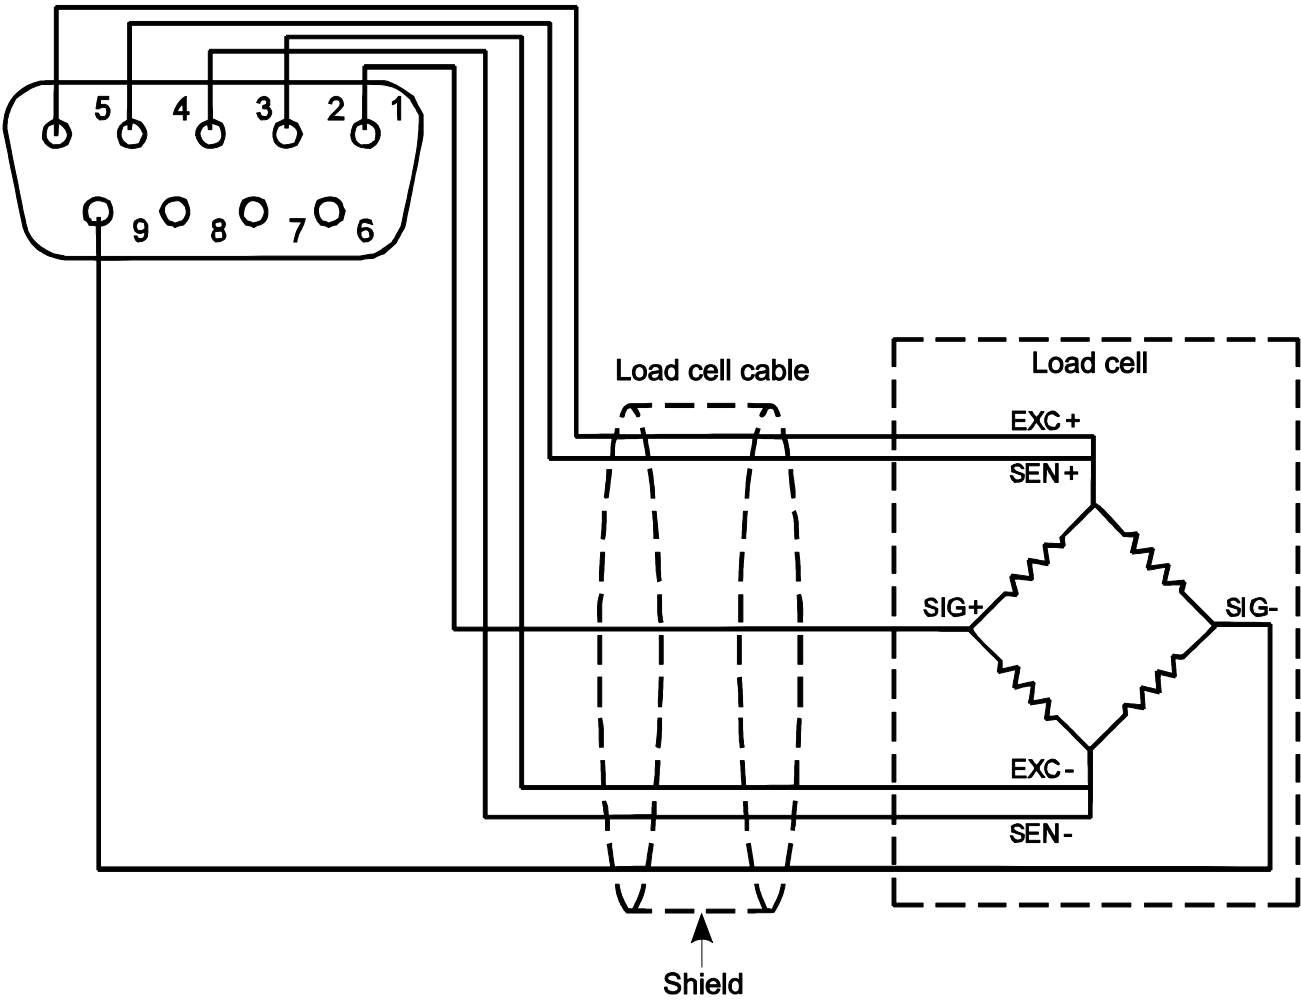 5 4 3 2 1
9 8 7 6
Load cell cable
Load cell
EXC+
SEN+
SIG+
SIG-
EXC-
SEN-
Shield